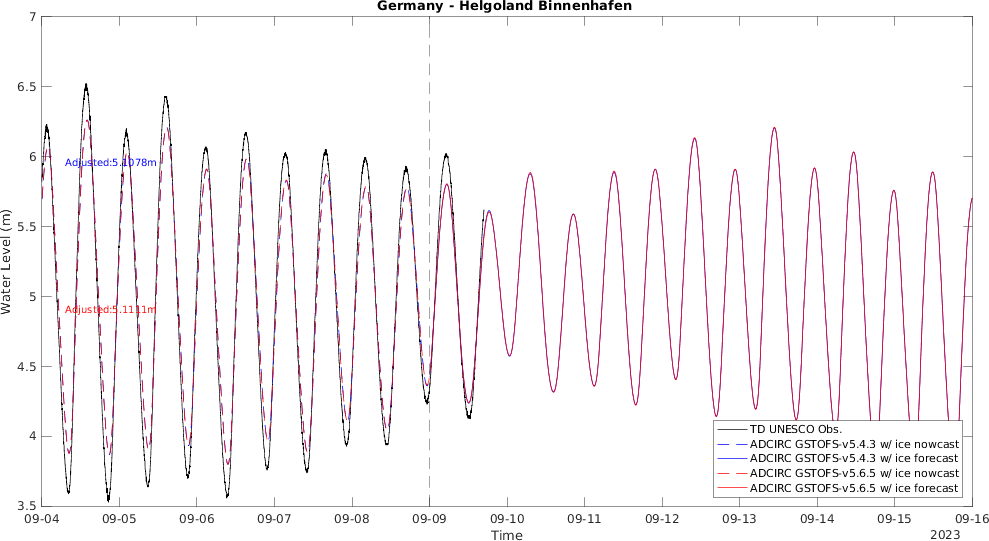 Germany - Helgoland Binnenhafen
7
6.5
6
5.5
5
4.5
4
3.5
Water Level (m)
Adjusted:5.1078m
Adjusted:5.1111m
TD UNESCO Obs.
ADCIRC GSTOFS-v5.4.3 w/ ice nowcast
ADCIRC GSTOFS-v5.4.3 w/ ice forecast
ADCIRC GSTOFS-v5.6.5 w/ ice nowcast
ADCIRC GSTOFS-v5.6.5 w/ ice forecast
09-04 09-05 09-06 09-07 09-08 09-09 09-10 09-11 09-12 09-13 09-14 09-15 09-16
Time
2023